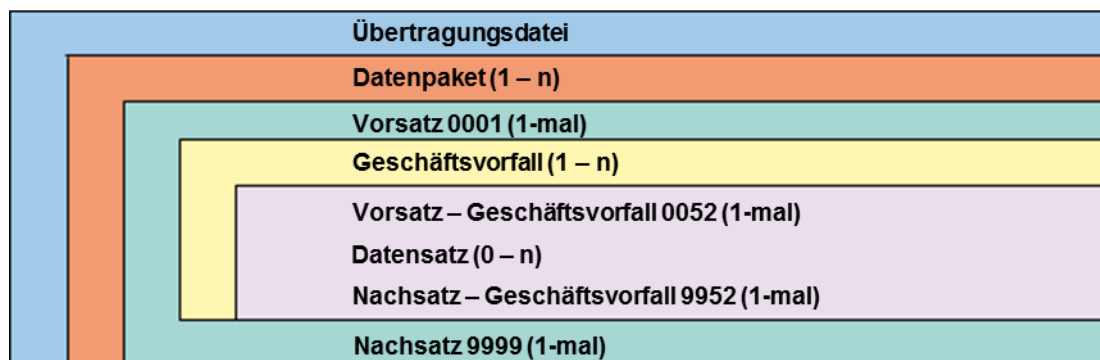 Übertragungsdatei
Datenpaket (1 – n)
Vorsatz 0001 (1-mal)
Geschäftsvorfall (1 – n)
Vorsatz – Geschäftsvorfall 0052 (1-mal)
Datensatz (0 – n)
Nachsatz – Geschäftsvorfall 9952 (1-mal)
Nachsatz 9999 (1-mal)